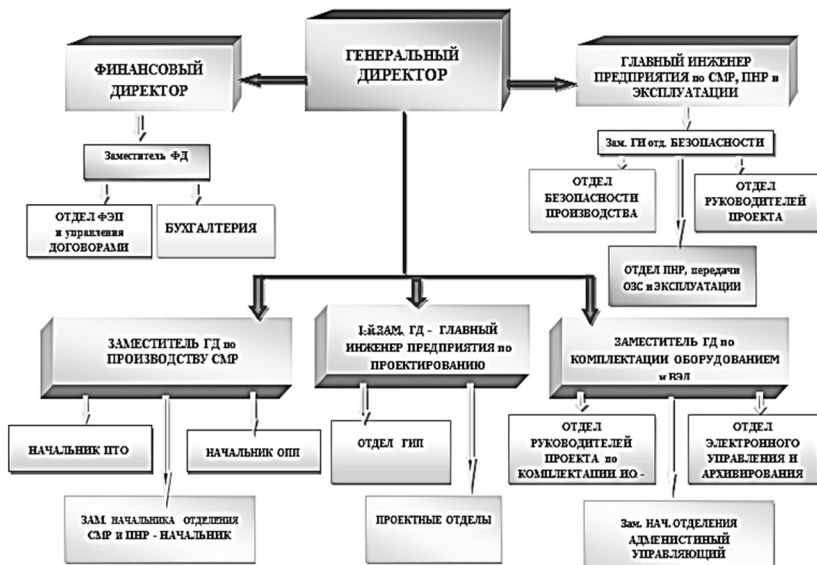 ГЕНЕРАЛЬНЫЙ
ДИРЕКТОР
ФИНАНСОВЫЙ
ДИРЕКТОР
ГЛАВНЫЙ ИНЖЕНЕР
ПРЕДПРИЯТИЯ по СМР, ПНР и
ЭКСПЛУАТАЦИИ
Заместитель ФД
Зам. ГИ отд. БЕЗОПАСНОСТИ
ОТДЕЛ ФЭП
и управления
ДОГОВОРАМИ
БУХГАЛТЕРИЯ
ОТДЕЛ
БЕЗОПАСНОСТИ
ПРОИЗВОДСТВА
ОТДЕЛ
РУКОВОДИТЕЛЕЙ
ПРОЕКТА
ОТДЕЛ ПНР, передачи
ОЗС и ЭКСПЛУАТАЦИИ
ЗАМЕСТИТЕЛЬ ГД по
ПРОИЗВОДСТВУ СМР
1-й ЗАМ. ГД - ГЛАВНЫЙ
ИНЖЕНЕР ПРЕДПРИЯТИЯ по
ПРОЕКТИРОВАНИЮ
ЗАМЕСТИТЕЛЬ ГД по
КОМПЛЕКТАЦИИ ОБОРУДОВАНИЕМ
и ВЭД
НАЧАЛЬНИК ПТО
НАЧАЛЬНИК ОПП
ЗАМ. НАЧАЛЬНИКА ОТДЕЛЕНИЯ
СМР и ПНР - НАЧАЛЬНИК
ОТДЕЛ ГИП
ПРОЕКТНЫЕ ОТДЕЛЫ
ОТДЕЛ
РУКОВОДИТЕЛЕЙ
ПРОЕКТА по
КОМПЛЕКТАЦИИ
ОТДЕЛ
ЭЛЕКТРОННОГО
УПРАВЛЕНИЯ И
АРХИВИРОВАНИЯ
Зам. НАЧ. ОТДЕЛЕНИЯ
АДМЕНИСТИНЫЙ
УПРАВЛЯЮЩИЙ